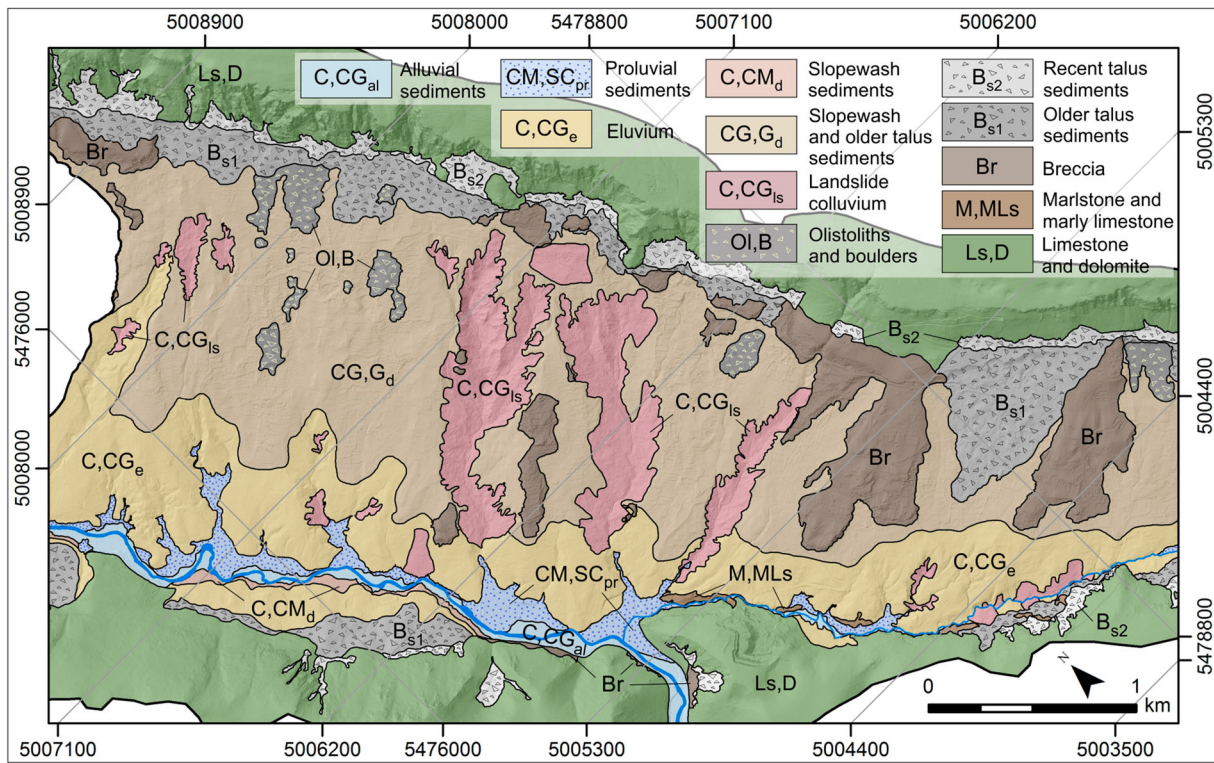 5008900 5008000 5478800 5007100 5006200
Ls,D
C,CGal Alluvial sediments
CM,SCpr Proluvial sediments
C,CGe Eluvium
C,CMd Slopewash sediments
CG,Gd Slopewash and older talus sediments
C,CGls Landslide colluvium
Ol,B Olistoliths and boulders
Bs2 Recent talus sediments
Bs1 Older talus sediments
Br Breccia
M,MLs Marlstone and marly limestone
Ls,D Limestone and dolomite
5008900
5476000
5008000
5005300
5004400
5478800
Br
Bs1
Bs2
Ol,B
C,CGls
Bs2
CG,Gd
C,CGls
C,CGls
Bs1
Br
Br
C,CGe
CM,SCpr
M,MLs
C,CGe
C,CMd
Bs1
C,CGal
Br
Ls,D
Bs2
N
0 1
km
5007100 5006200 5476000 5005300 5004400 5003500